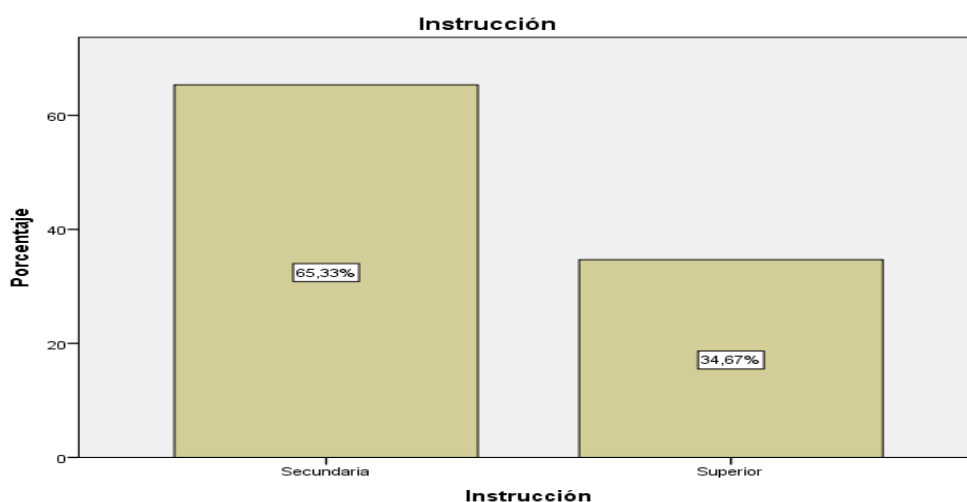 Instrucción
Porcentaje
60
40
20
0
65,33%
34,67%
Secundaria
Superior
Instrucción